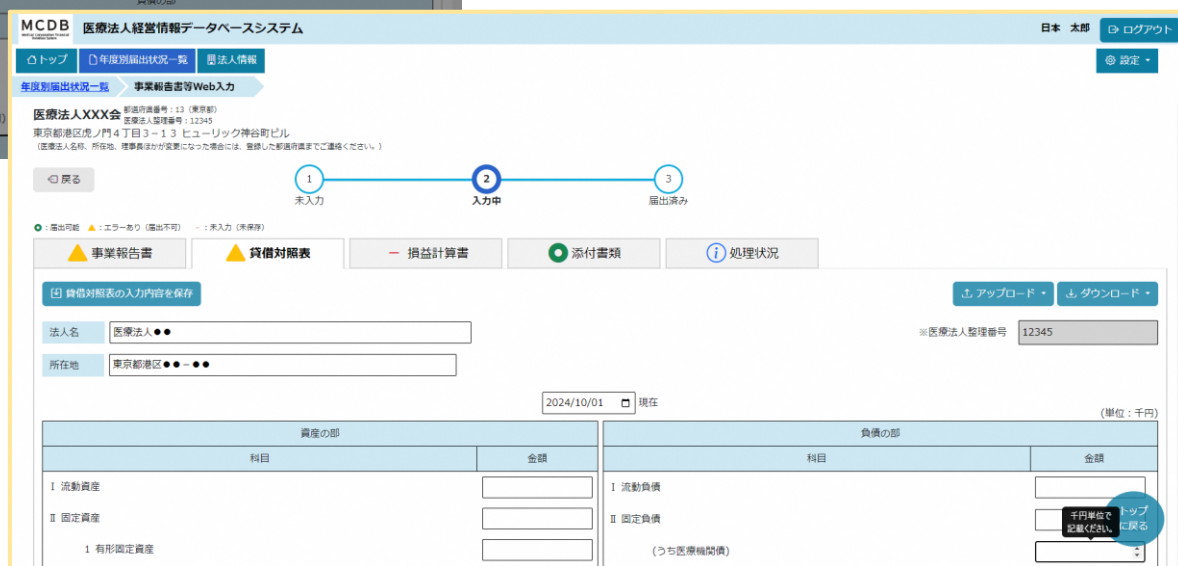 負債の部
MCDB 医療法人経営情報データベースシステム
日本 太郎
ログアウト
トップ
年度別届出状況一覧
法人情報
設定
年度別届出状況一覧
事業報告書等Web入力
医療法人XXX会
都道府県番号：13（東京都）
医療法人整理番号：12345
東京都港区虎ノ門４丁目３−１３ ヒューリック神谷町ビル
（医療法人名称、所在地、理事長ほかが変更になった場合には、登録した都道府県までご連絡ください。）
戻る
1
未入力
2
入力中
3
届出済み
：届出可能 ：エラーあり（届出不可） −：未入力（未保存）
事業報告書
貸借対照表
− 損益計算書
添付書類
i 処理状況
貸借対照表の入力内容を保存
アップロード
ダウンロード
法人名
医療法人●●
※医療法人整理番号
12345
所在地
東京都港区●●−●●
2024/10/01 現在
(単位：千円)
資産の部
負債の部
科目
金額
科目
金額
Ⅰ 流動資産
Ⅰ 流動負債
Ⅱ 固定資産
Ⅱ 固定負債
1 有形固定資産
(うち医療機関債)
千円単位で
記載ください。
トップ
に戻る